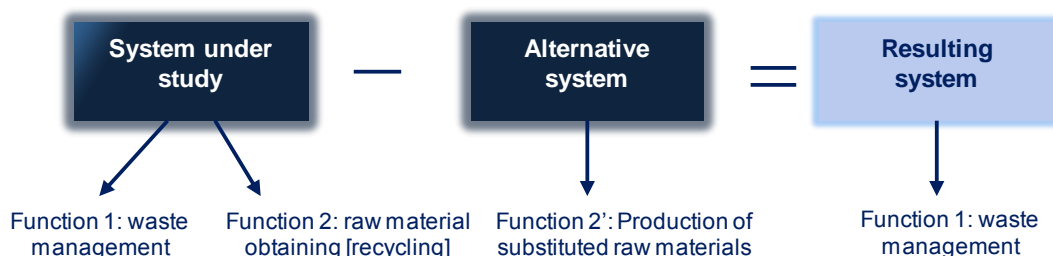 System under
study
—
Alternative
system
=
Resulting
system
Function 1: waste
management
Function 2: raw material
obtaining [recycling]
Function 2’: Production of
substituted raw materials
Function 1: waste
management